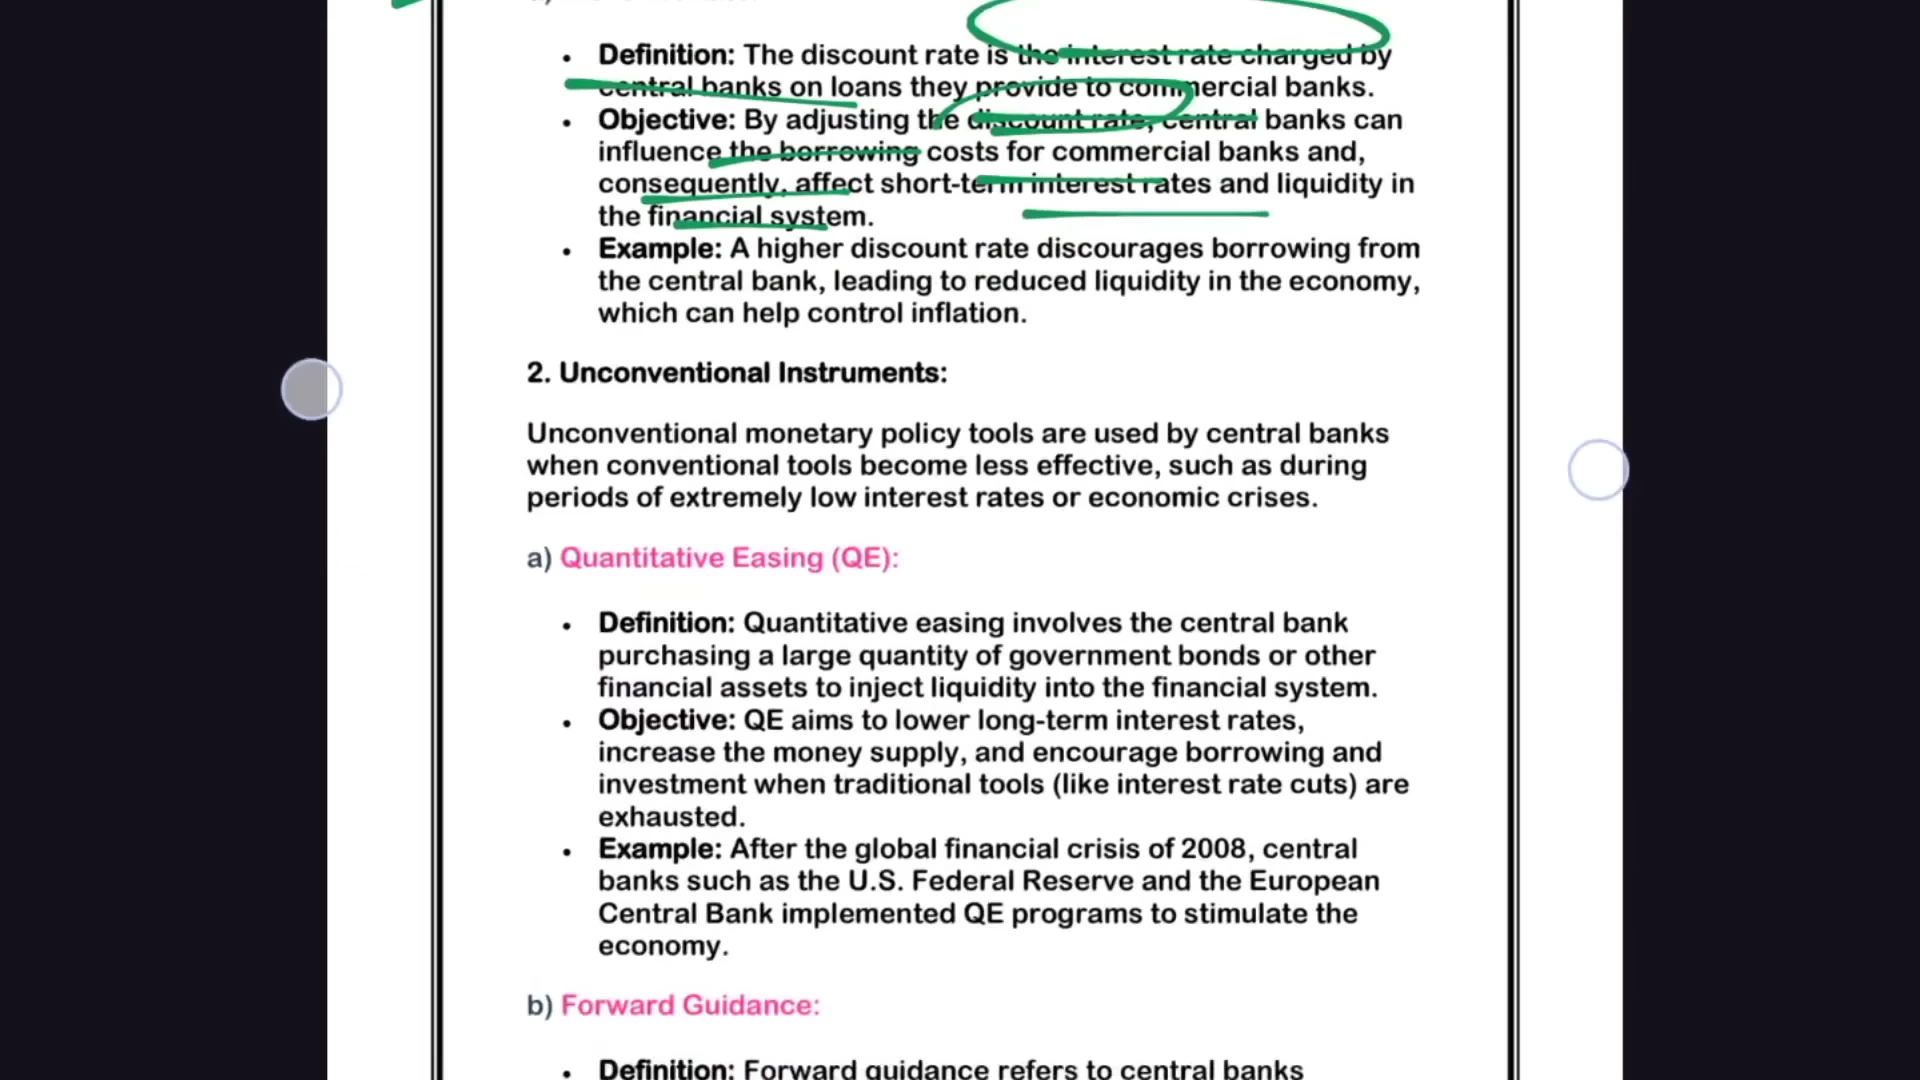 Definition: The discount rate is the interest rate charged by
central banks on loans they provide to commercial banks.
Objective: By adjusting the discount rate, central banks can
influence the borrowing costs for commercial banks and,
consequently, affect short-term interest rates and liquidity in
the financial system.
Example: A higher discount rate discourages borrowing from
the central bank, leading to reduced liquidity in the economy,
which can help control inflation.
2. Unconventional Instruments:
Unconventional monetary policy tools are used by central banks
when conventional tools become less effective, such as during
periods of extremely low interest rates or economic crises.
a) Quantitative Easing (QE):
Definition: Quantitative easing involves the central bank
purchasing a large quantity of government bonds or other
financial assets to inject liquidity into the financial system.
Objective: QE aims to lower long-term interest rates,
increase the money supply, and encourage borrowing and
investment when traditional tools (like interest rate cuts) are
exhausted.
Example: After the global financial crisis of 2008, central
banks such as the U.S. Federal Reserve and the European
Central Bank implemented QE programs to stimulate the
economy.
b) Forward Guidance:
Definition: Forward guidance refers to central banks